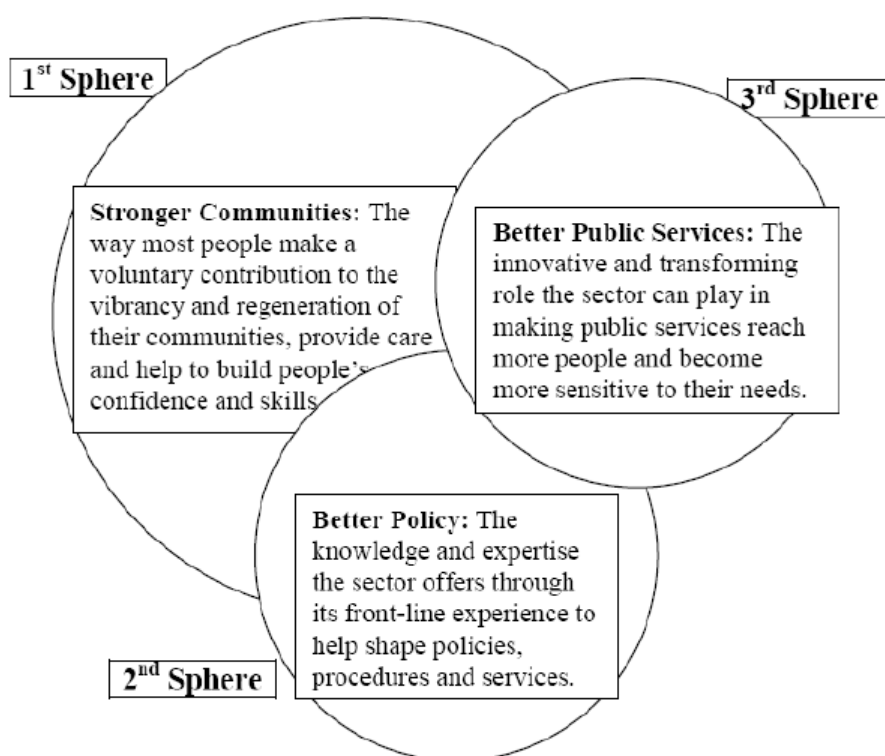 1st Sphere
Stronger Communities: The
way most people make a
voluntary contribution to the
vibrancy and regeneration of
their communities, provide care
and help to build people's
confidence and skills
3rd Sphere
Better Public Services: The
innovative and transforming
role the sector can play in
making public services reach
more people and become
more sensitive to their needs.
Better Policy: The
knowledge and expertise
the sector offers through
its front-line experience to
help shape policies,
procedures and services.
2nd Sphere